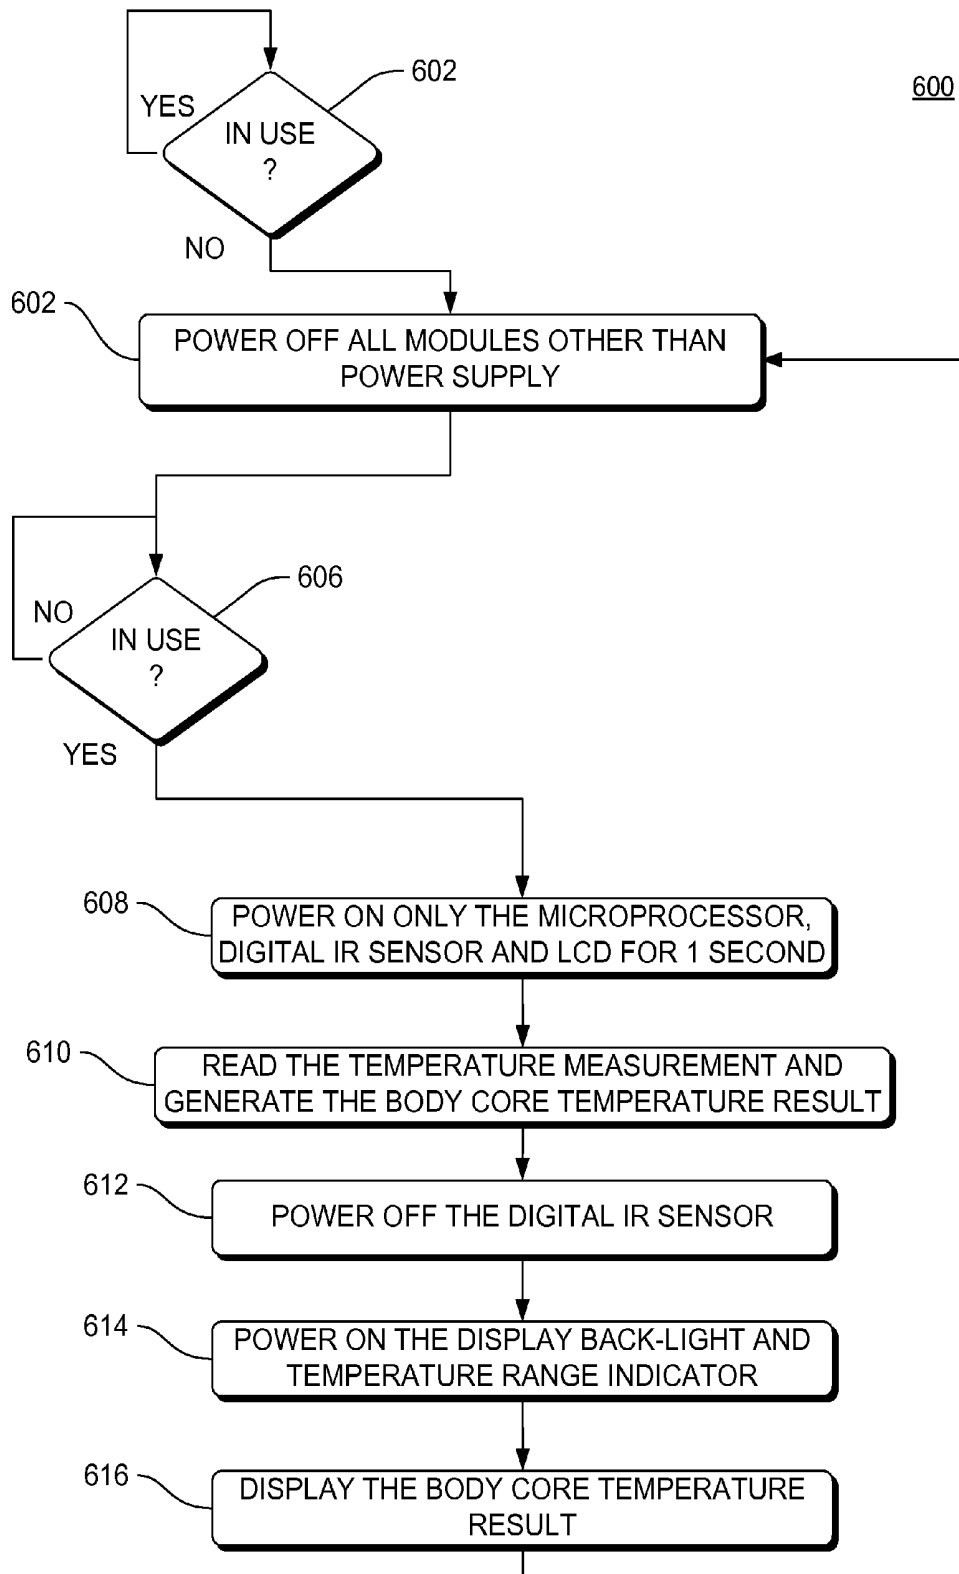 602
600
YES
IN USE
?
NO
602
POWER OFF ALL MODULES OTHER THAN
POWER SUPPLY
606
NO
IN USE
?
YES
608
POWER ON ONLY THE MICROPROCESSOR,
DIGITAL IR SENSOR AND LCD FOR 1 SECOND
610
READ THE TEMPERATURE MEASUREMENT AND
GENERATE THE BODY CORE TEMPERATURE RESULT
612
POWER OFF THE DIGITAL IR SENSOR
614
POWER ON THE DISPLAY BACK-LIGHT AND
TEMPERATURE RANGE INDICATOR
616
DISPLAY THE BODY CORE TEMPERATURE
RESULT